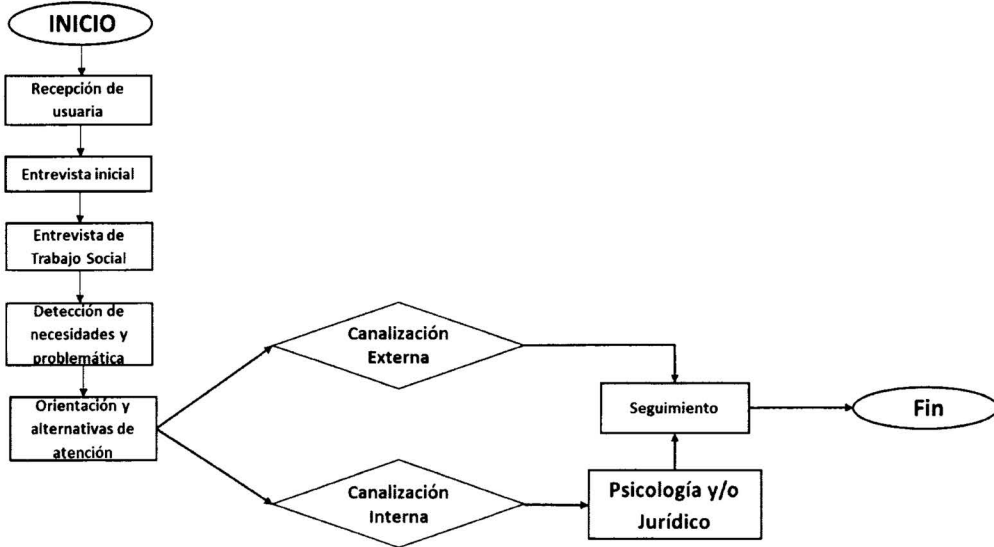 INICIO
Recepción de
usuaria
Entrevista inicial
Entrevista de
Trabajo Social
Detección de
necesidades y
problemática
Orientación y
alternativas de
atención
Canalización
Externa
Canalización
Interna
Psicología y/o
Jurídico
Seguimiento
Fin